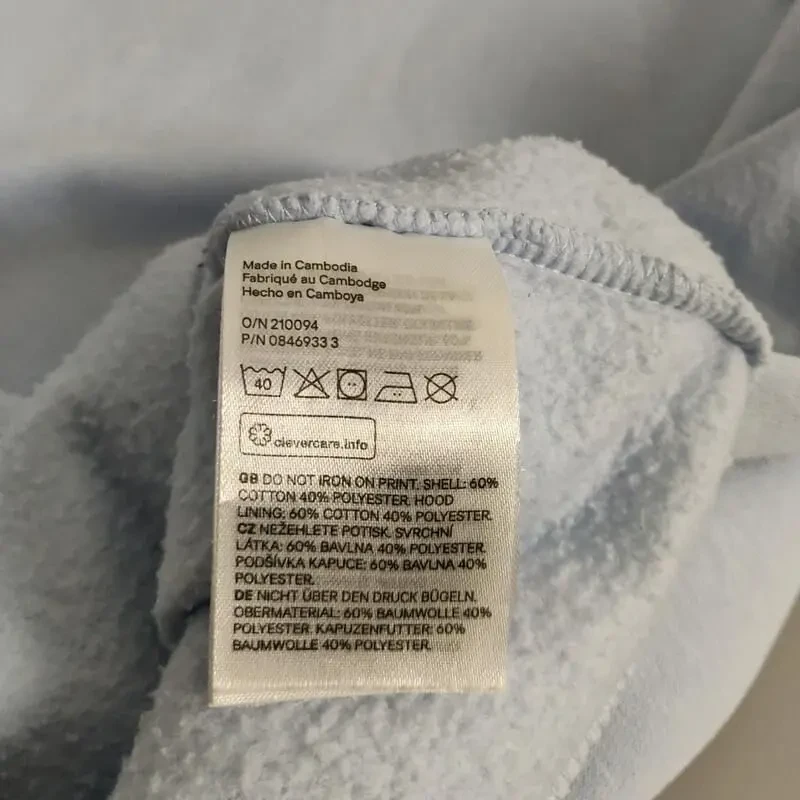 Made in Cambodia
Fabriqué au Cambodge
Hecho en Camboya
O/N 210094
P/N 0846933 3
40
clevercare.info
GB DO NOT IRON ON PRINT. SHELL: 60%
COTTON 40% POLYESTER. HOOD
LINING: 60% COTTON 40% POLYESTER.
CZ NEŽEHLETE POTISK. SVRCHNÍ
LÁTKA: 60% BAVLNA 40% POLYESTER.
PODŠÍVKA KAPUCE: 60% BAVLNA 40%
POLYESTER.
DE NICHT ÜBER DEN DRUCK BÜGELN.
OBERMATERIAL: 60% BAUMWOLLE 40%
POLYESTER. KAPUZENFUTTER: 60%
BAUMWOLLE 40% POLYESTER.